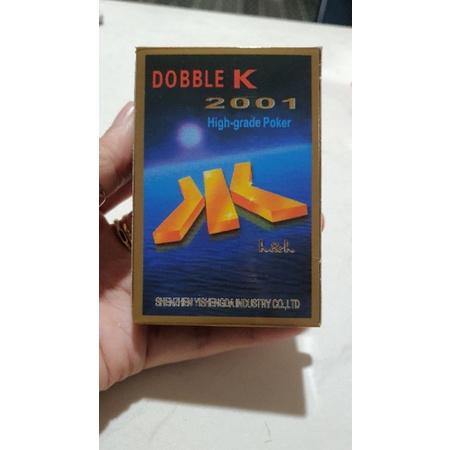 DOBBLE K
2001
High-grade Poker
k&k
SHENZHEN YISHENGDA INDUSTRY CO.,LTD